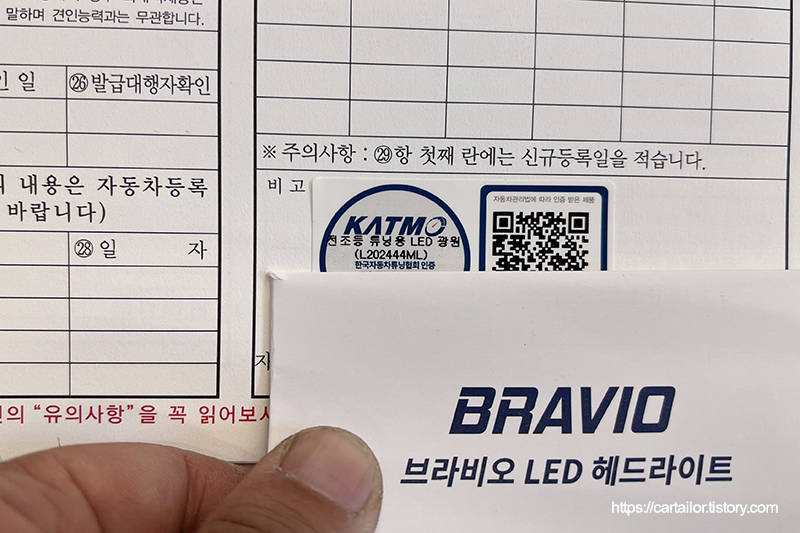 말하며 견인능력과는 무관합니다.
인 일
㉖발급대행자확인
내용은 자동차등록
바랍니다)
㉘일 자
※ 주의사항 : ㉙항 첫째 란에는 신규등록일을 적습니다.
비고
KATMO
전조등 튜닝용 LED 광원
(L202444ML)
한국자동차튜닝협회 인증
자동차관리법에 따라 인증 받은 제품
자
의 “유의사항”을 꼭 읽어보시
BRAVIO
브라비오 LED 헤드라이트
https://cartailor.tistory.com